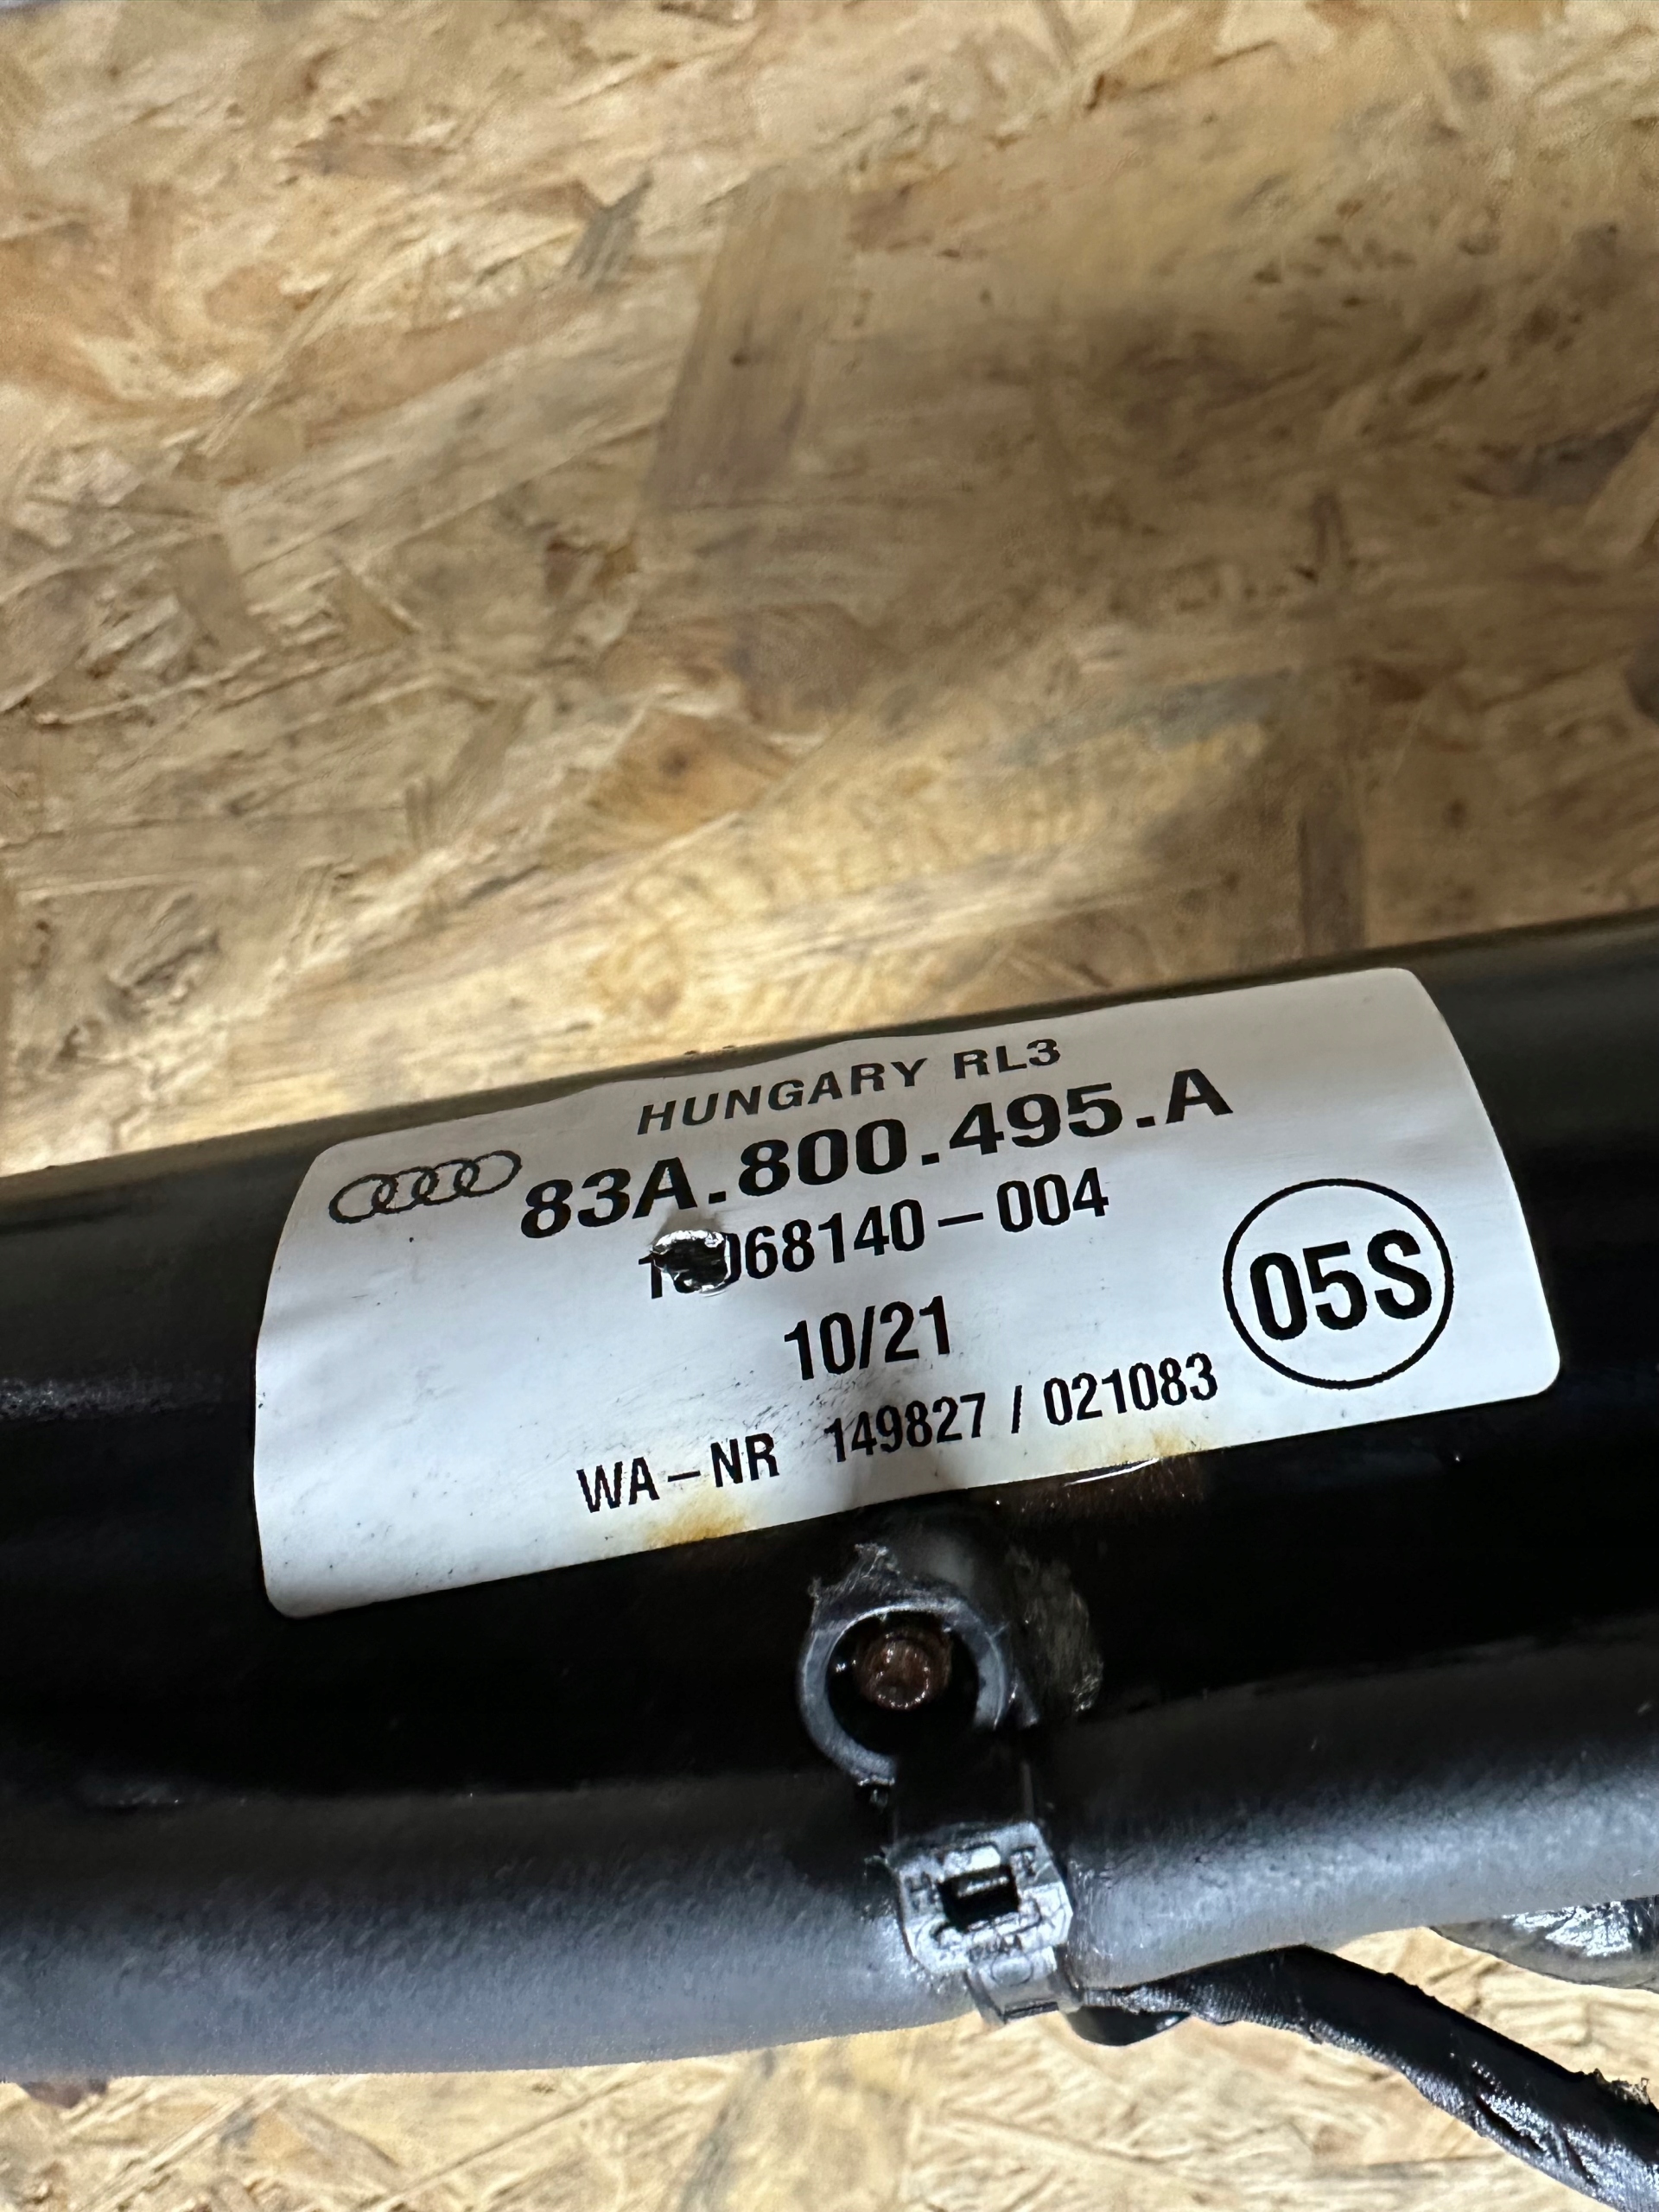 HUNGARY RL3
83A.800.495.A
068140-004
10/21
05S
WA-NR 149827 / 021083